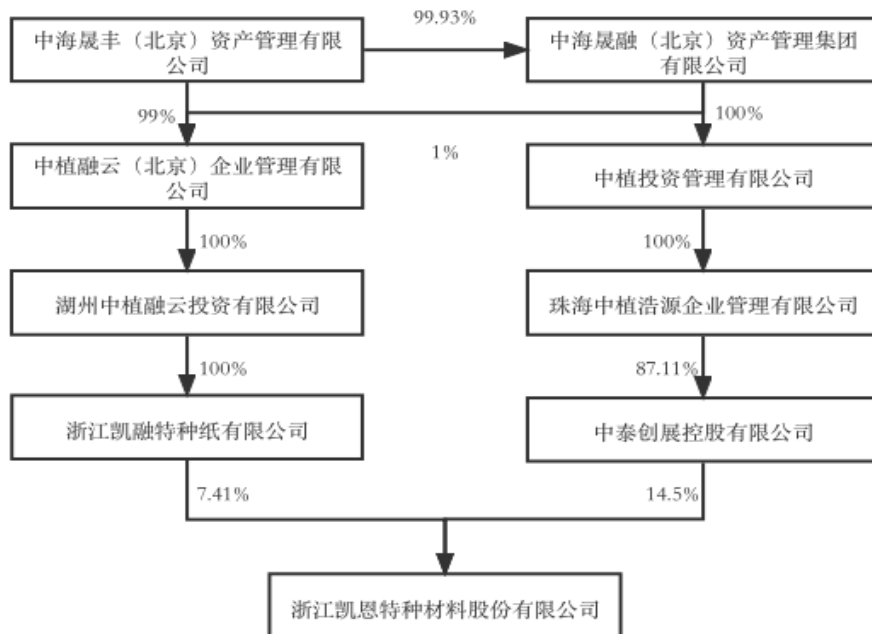 99.93%
中海晟丰（北京）资产管理有限
公司
中海晟融（北京）资产管理集团
有限公司
99%
100%
1%
中植融云（北京）企业管理有限
公司
中植投资管理有限公司
100%
100%
湖州中植融云投资有限公司
珠海中植浩源企业管理有限公司
100%
87.11%
浙江凯融特种纸有限公司
中泰创展控股有限公司
7.41%
14.5%
浙江凯恩特种材料股份有限公司